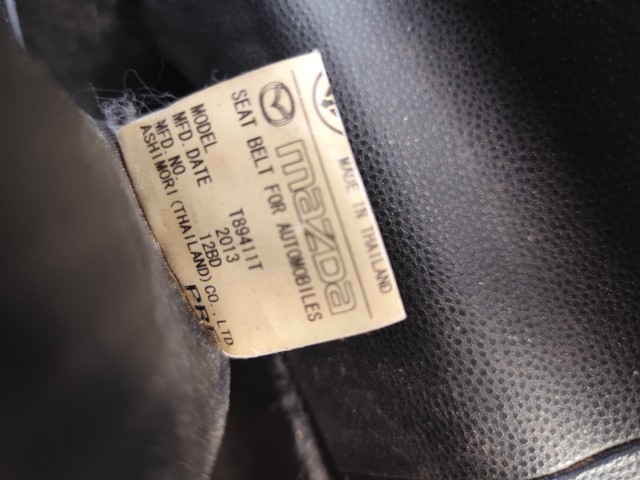 MADE IN THAILAND
mazda
SEAT BELT FOR AUTOMOBILES
MODEL T89411T
MFD. DATE 2013
MFD. NO. 12BD
ASHIMORI (THAILAND) CO., LTD